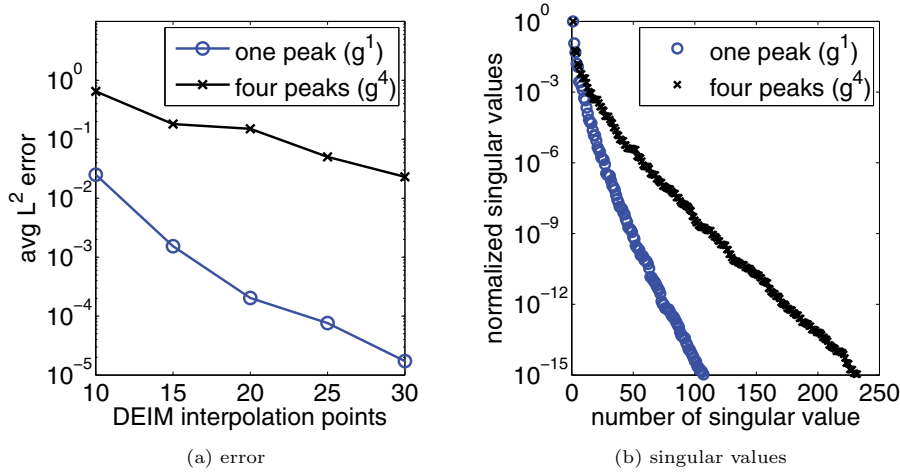 one peak (g¹)
four peaks (g⁴)
10⁰
10⁻¹
10⁻²
10⁻³
10⁻⁴
10⁻⁵
avg L² error
10 15 20 25 30
DEIM interpolation points
(a) error
one peak (g¹)
four peaks (g⁴)
10⁰
10⁻³
10⁻⁶
10⁻⁹
10⁻¹²
10⁻¹⁵
normalized singular values
0 50 100 150 200 250
number of singular value
(b) singular values